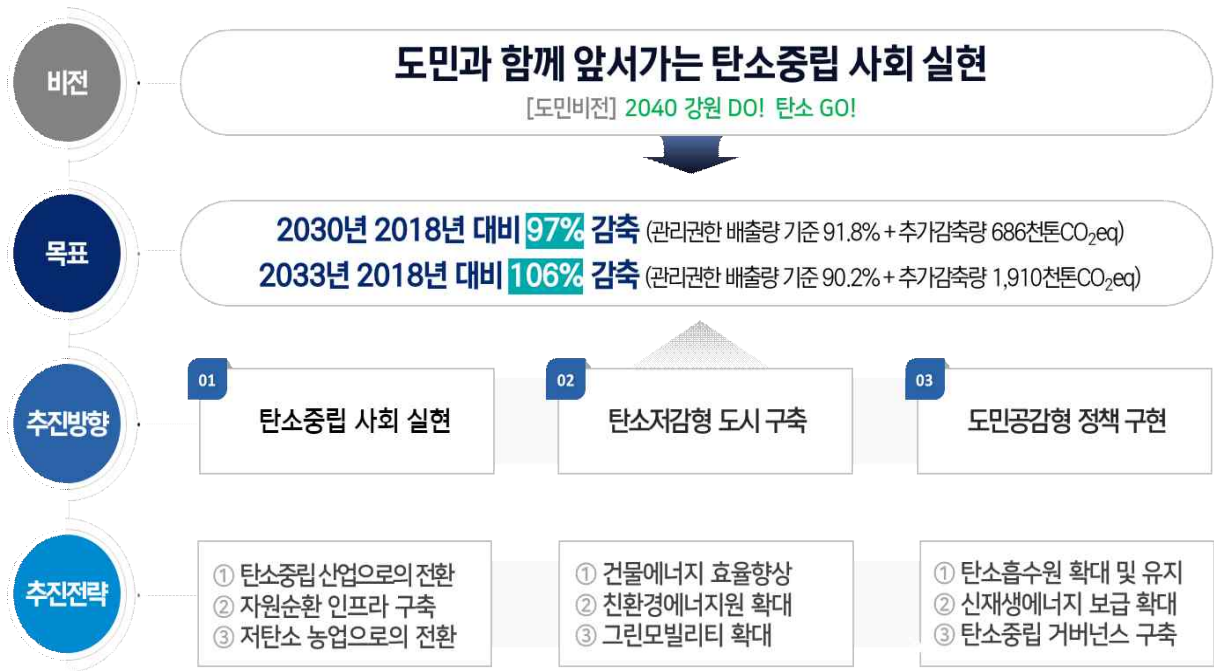 비전
도민과 함께 앞서가는 탄소중립 사회 실현
[도민비전] 2040 강원 DO! 탄소 GO!
목표
2030년 2018년 대비 97% 감축 (관리권한 배출량 기준 91.8% + 추가감축량 686천톤CO₂eq)
2033년 2018년 대비 106% 감축 (관리권한 배출량 기준 90.2% + 추가감축량 1,910천톤CO₂eq)
추진방향
01
탄소중립 사회 실현
02
탄소저감형 도시 구축
03
도민공감형 정책 구현
추진전략
① 탄소중립 산업으로의 전환
② 자원순환 인프라 구축
③ 저탄소 농업으로의 전환
① 건물에너지 효율향상
② 친환경에너지원 확대
③ 그린모빌리티 확대
① 탄소흡수원 확대 및 유지
② 신재생에너지 보급 확대
③ 탄소중립 거버넌스 구축